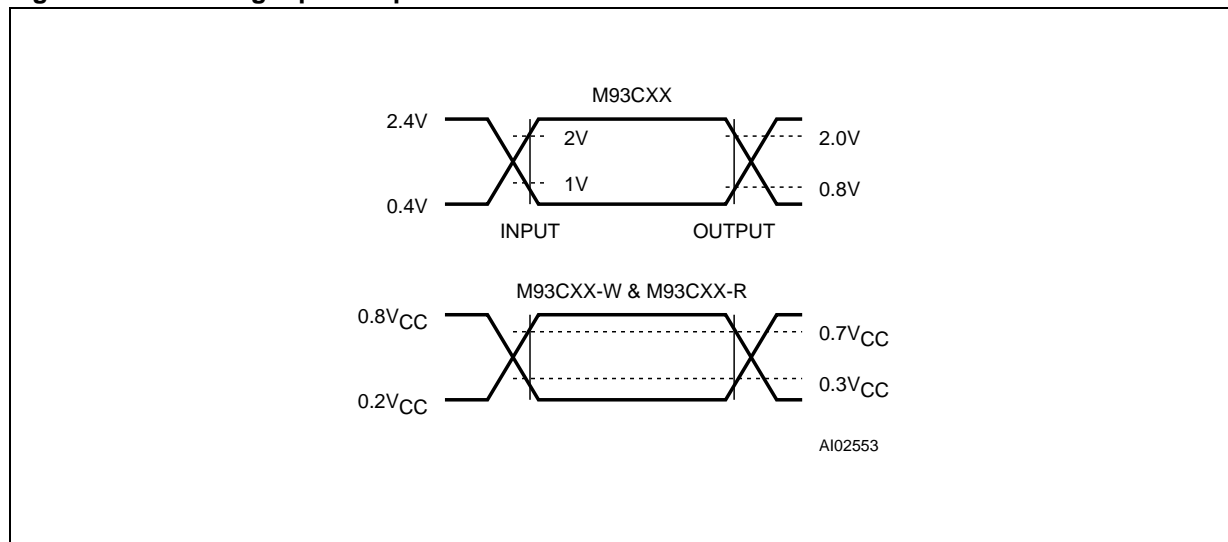 M93CXX
2.4V
2V
2.0V
1V
0.8V
0.4V
INPUT
OUTPUT
M93CXX-W & M93CXX-R
0.8VCC
0.7VCC
0.3VCC
0.2VCC
AI02553